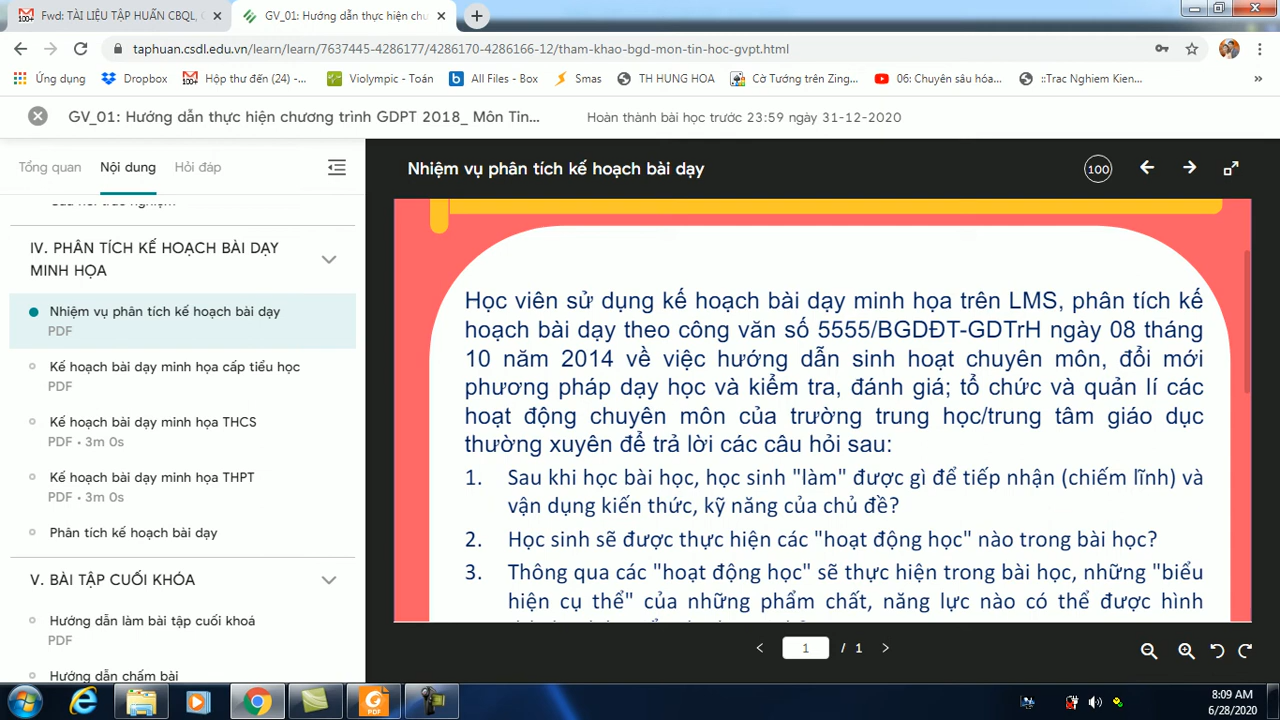 Fwd: TÀI LIỆU TẬP HUẤN CBQL, (
GV_01: Hướng dẫn thực hiện chư
taphuan.csdl.edu.vn/learn/learn/7637445-4286177/4286170-4286166-12/tham-khao-bgd-mon-tin-hoc-gvpt.html
Ứng dụng
Dropbox
Hộp thư đến (24) -...
Violympic - Toán
All Files - Box
Smas
TH HUNG HOA
Cờ Tướng trên Zing...
06: Chuyên sâu hóa...
::Trac Nghiem Kien...
»
GV_01: Hướng dẫn thực hiện chương trình GDPT 2018_ Môn Tin...
Hoàn thành bài học trước 23:59 ngày 31-12-2020
Tổng quan
Nội dung
Hỏi đáp
IV. PHÂN TÍCH KẾ HOẠCH BÀI DẠY
MINH HỌA
Nhiệm vụ phân tích kế hoạch bài dạy
PDF
Kế hoạch bài dạy minh họa cấp tiểu học
PDF
Kế hoạch bài dạy minh họa THCS
PDF • 3m 0s
Kế hoạch bài dạy minh họa THPT
PDF • 3m 0s
Phân tích kế hoạch bài dạy
V. BÀI TẬP CUỐI KHÓA
Hướng dẫn làm bài tập cuối khoá
PDF
Hướng dẫn chấm bài
Nhiệm vụ phân tích kế hoạch bài dạy
100
Học viên sử dụng kế hoạch bài dạy minh họa trên LMS, phân tích kế
hoạch bài dạy theo công văn số 5555/BGDĐT-GDTrH ngày 08 tháng
10 năm 2014 về việc hướng dẫn sinh hoạt chuyên môn, đổi mới
phương pháp dạy học và kiểm tra, đánh giá; tổ chức và quản lí các
hoạt động chuyên môn của trường trung học/trung tâm giáo dục
thường xuyên để trả lời các câu hỏi sau:
1. Sau khi học bài học, học sinh "làm" được gì để tiếp nhận (chiếm lĩnh) và
vận dụng kiến thức, kỹ năng của chủ đề?
2. Học sinh sẽ được thực hiện các "hoạt động học" nào trong bài học?
3. Thông qua các "hoạt động học" sẽ thực hiện trong bài học, những "biểu
hiện cụ thể" của những phẩm chất, năng lực nào có thể được hình
1 / 1
8:09 AM
6/28/2020